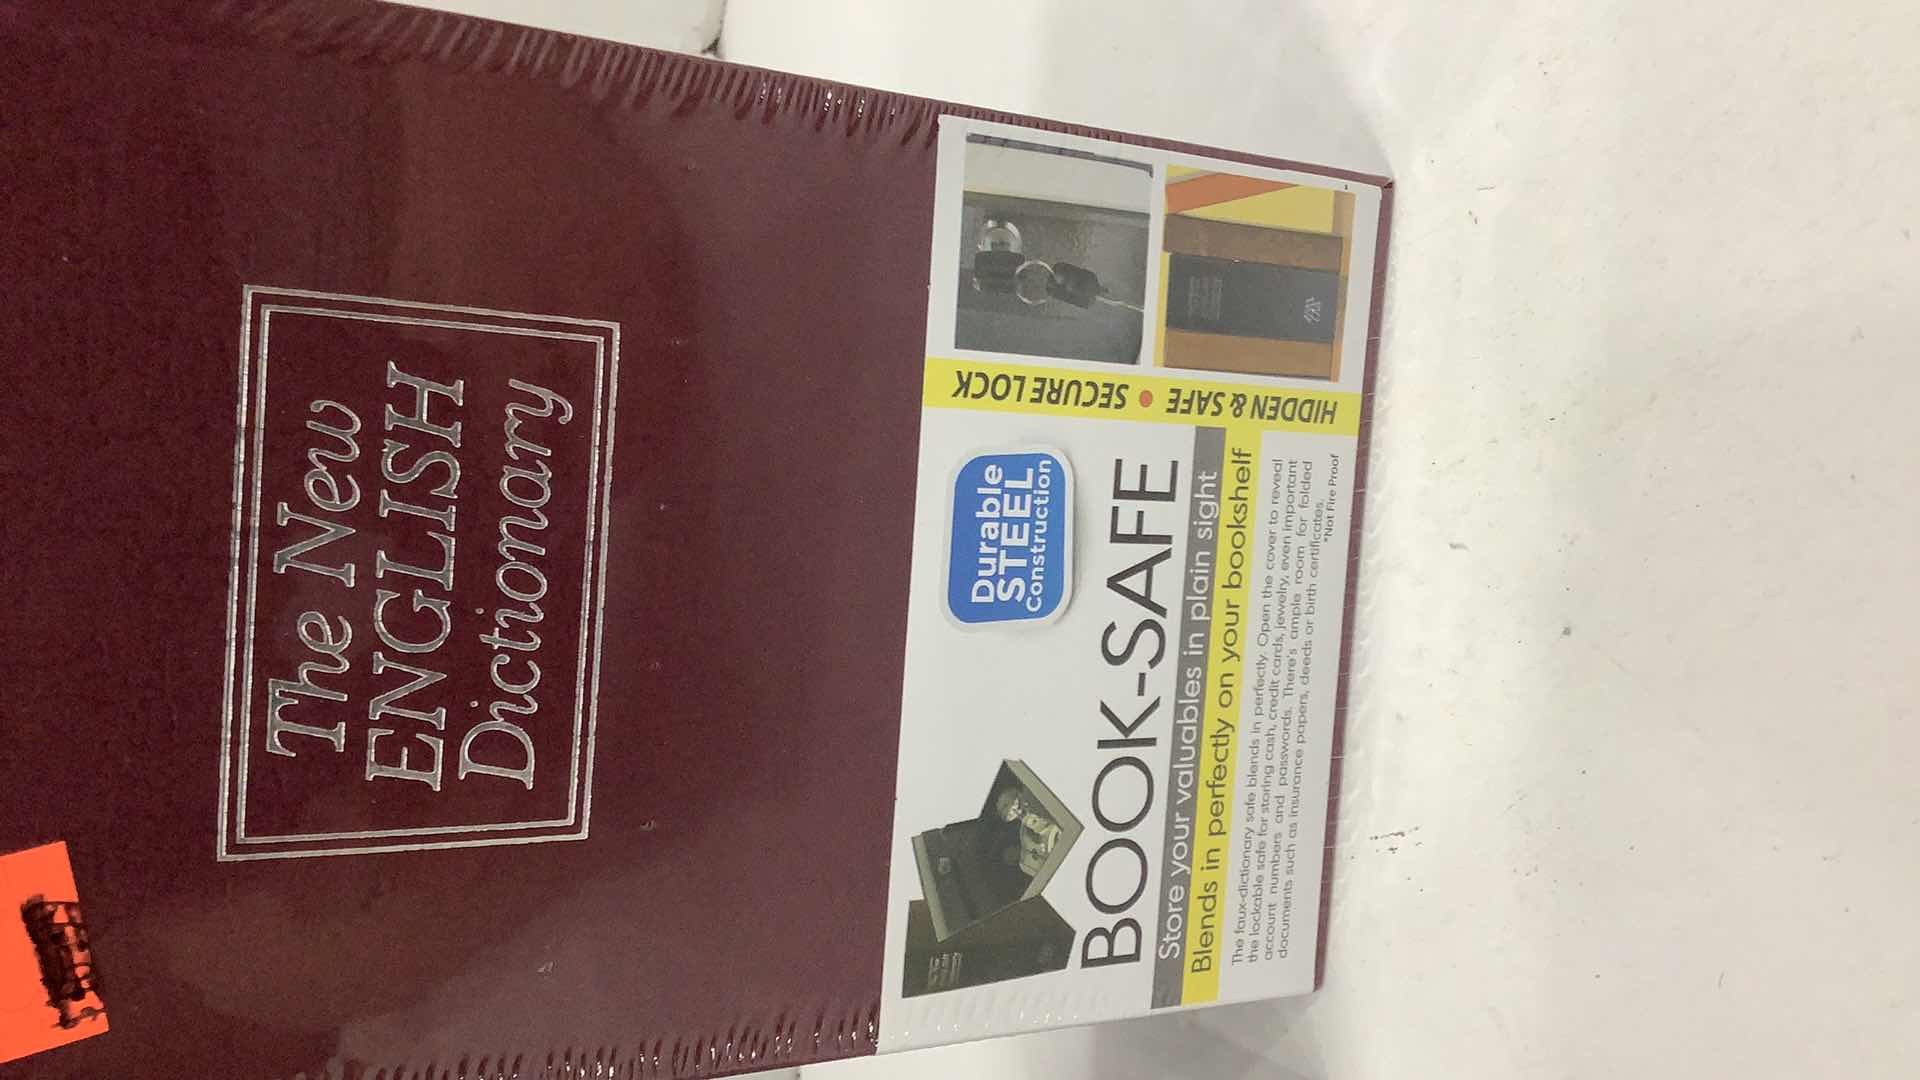 The New
ENGLISH
Dictionary
Durable
STEEL
Construction
BOOK-SAFE
Store your valuables in plain sight
Blends in perfectly on your bookshelf
The faux-dictionary safe blends in perfectly. Open the cover to reveal
the lockable safe for storing cash, credit cards, jewelry, even important
account numbers and passwords. There's ample room for folded
documents such as insurance papers, deeds or birth certificates.
*Not Fire Proof
HIDDEN & SAFE • SECURE LOCK